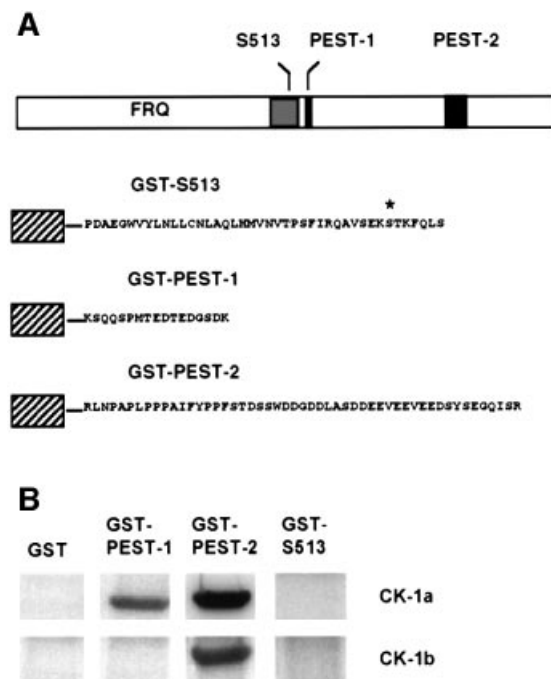 A
S513 PEST-1 PEST-2
FRQ
GST-S513
*
PDAEGWVYLNLLCNLAQLHMVNVTPSFIRQAVSEKSTKFQLS
GST-PEST-1
KSQQSPMTEDTEDGSDK
GST-PEST-2
RLNPAPLPPPAIFYPPFSTDSSWDDGDDLASDDEEVEEVEEDSYSEGQISR
B
GST GST-PEST-1 GST-PEST-2 GST-S513
CK-1a
CK-1b